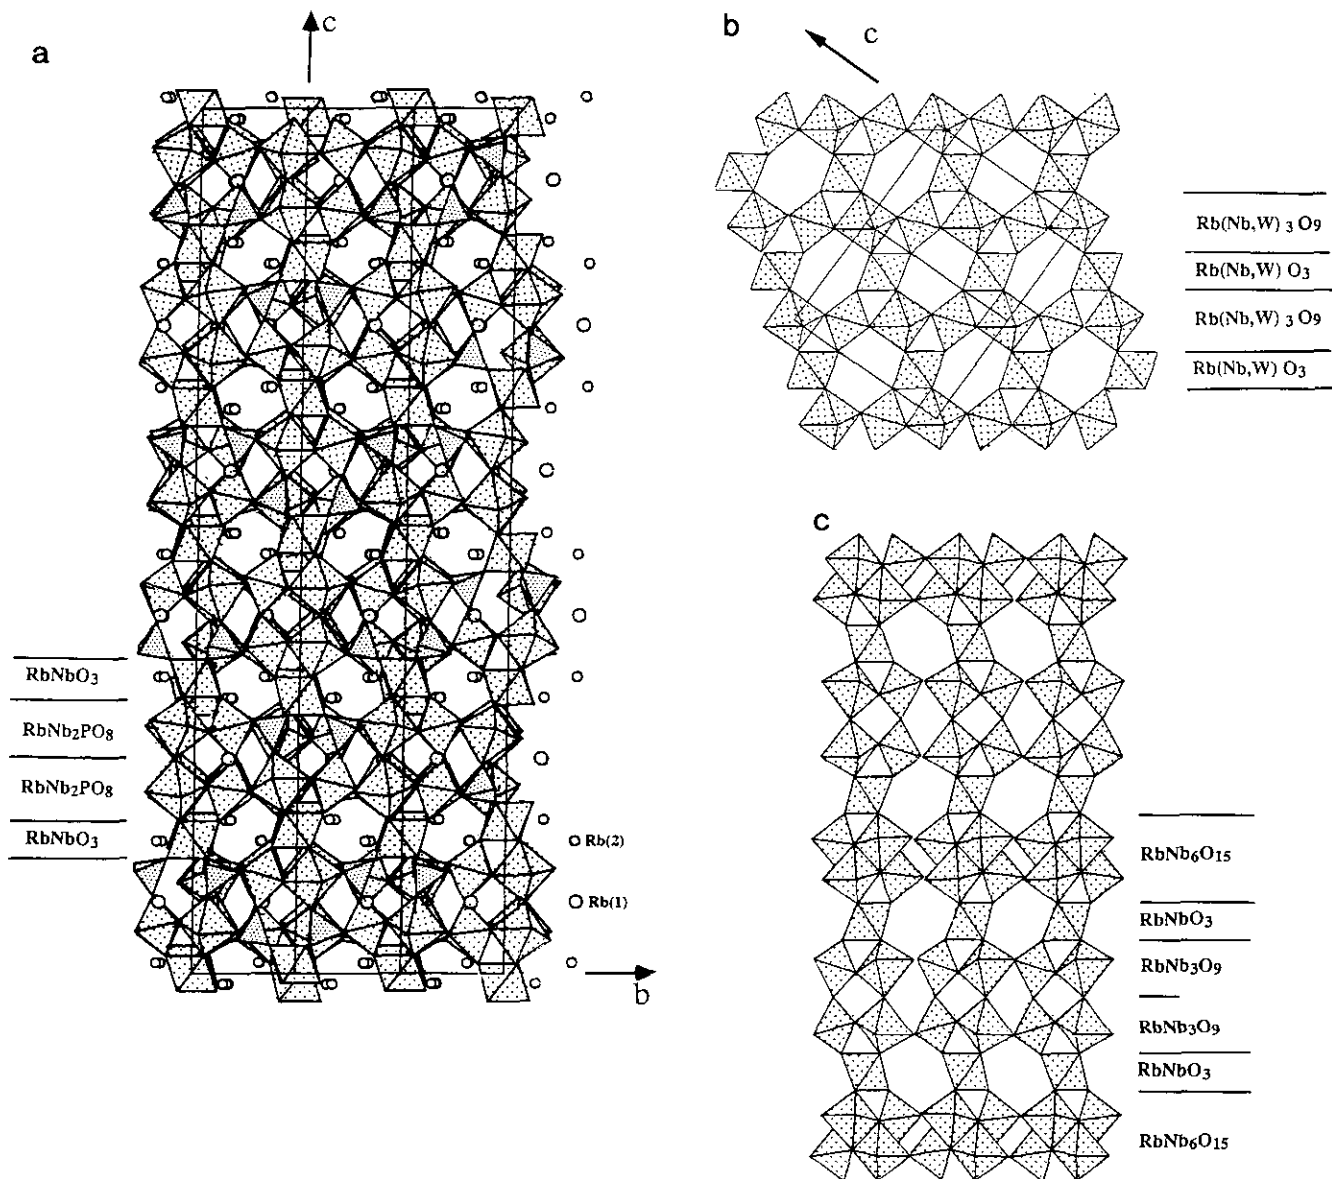 a
c
RbNbO3
RbNb2PO8
RbNb2PO8
RbNbO3
Rb(2)
Rb(1)
b
b
c
Rb(Nb,W) 3 O9
Rb(Nb,W) O3
Rb(Nb,W) 3 O9
Rb(Nb,W) O3
c
RbNb6O15
RbNbO3
RbNb3O9
RbNb3O9
RbNbO3
RbNb6O15